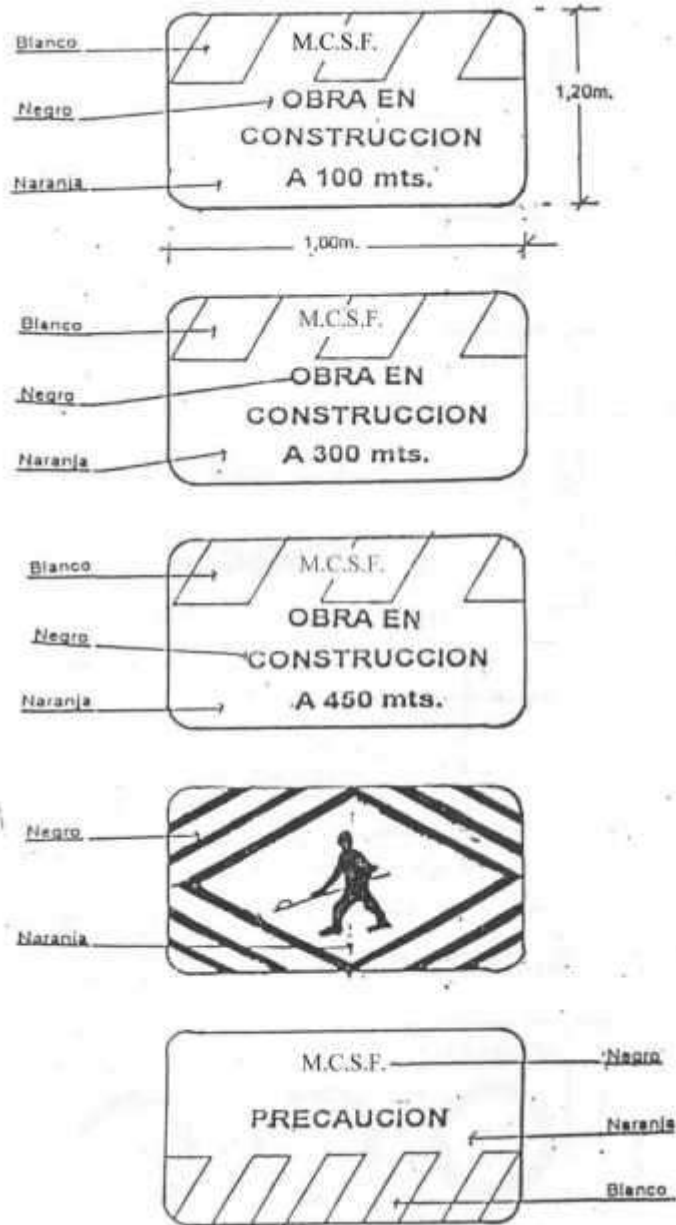 Blanco
M.C.S.F.
Negro
OBRA EN
CONSTRUCCION
Naranja
A 100 mts.
1,20m.
1,00m.
Blanco
M.C.S.F.
Negro
OBRA EN
CONSTRUCCION
Naranja
A 300 mts.
Blanco
M.C.S.F.
Negro
OBRA EN
CONSTRUCCION
Naranja
A 450 mts.
Negro
Naranja
M.C.S.F.
Negro
PRECAUCION
Naranja
Blanco